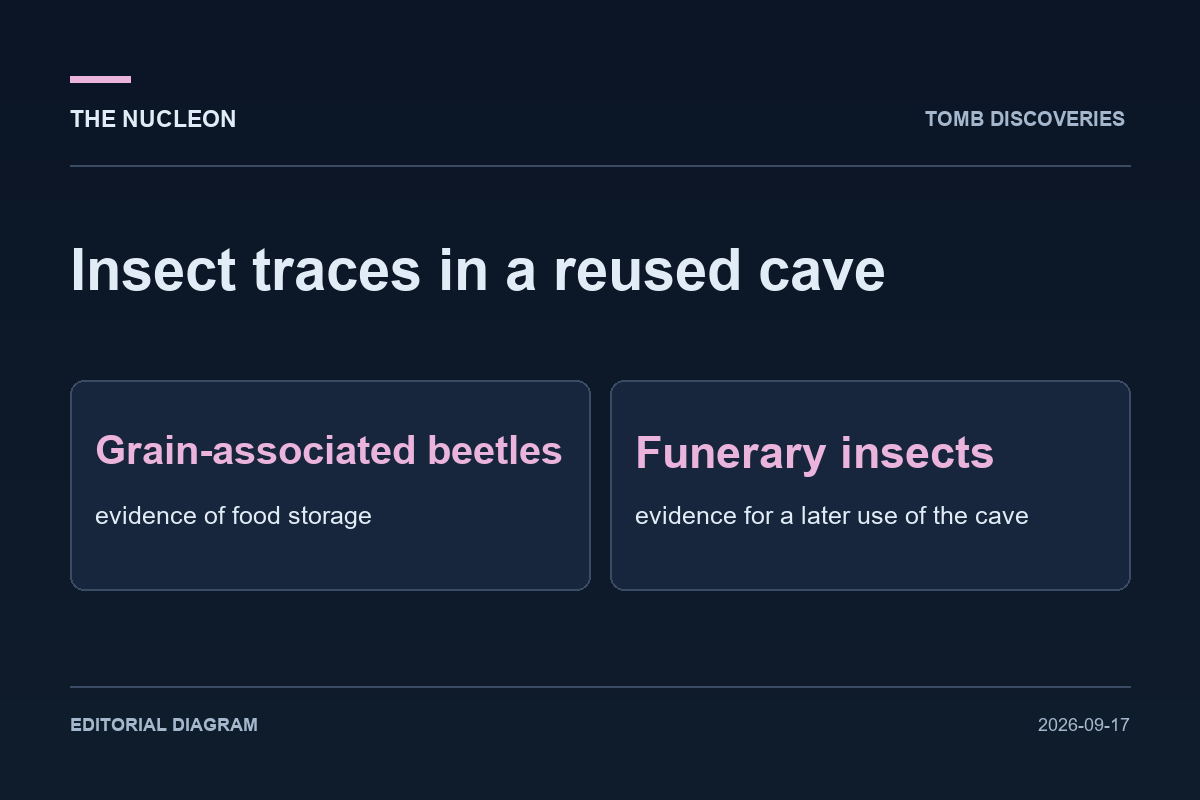 THE NUCLEON
TOMB DISCOVERIES
Insect traces in a reused cave
Grain-associated beetles
evidence of food storage
Funerary insects
evidence for a later use of the cave
EDITORIAL DIAGRAM
2026-09-17